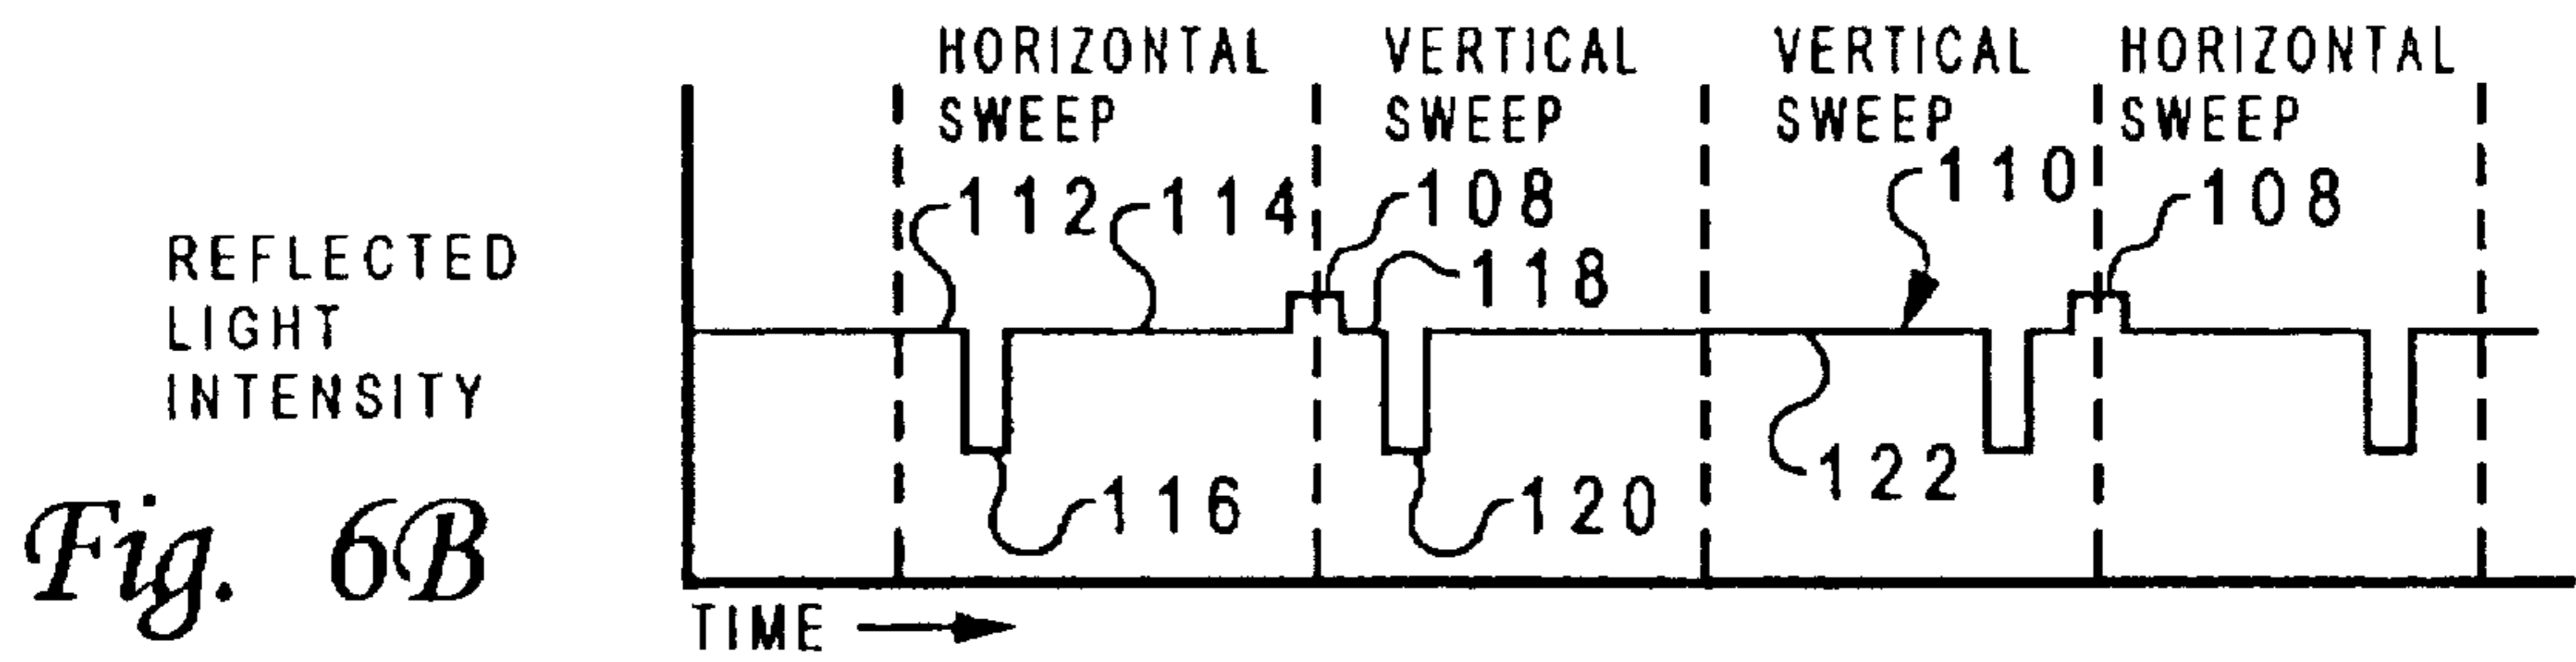 HORIZONTAL SWEEP
VERTICAL SWEEP
VERTICAL SWEEP
HORIZONTAL SWEEP
112
114
108
118
110
108
REFLECTED
LIGHT
INTENSITY
116
120
122
Fig. 6B
TIME